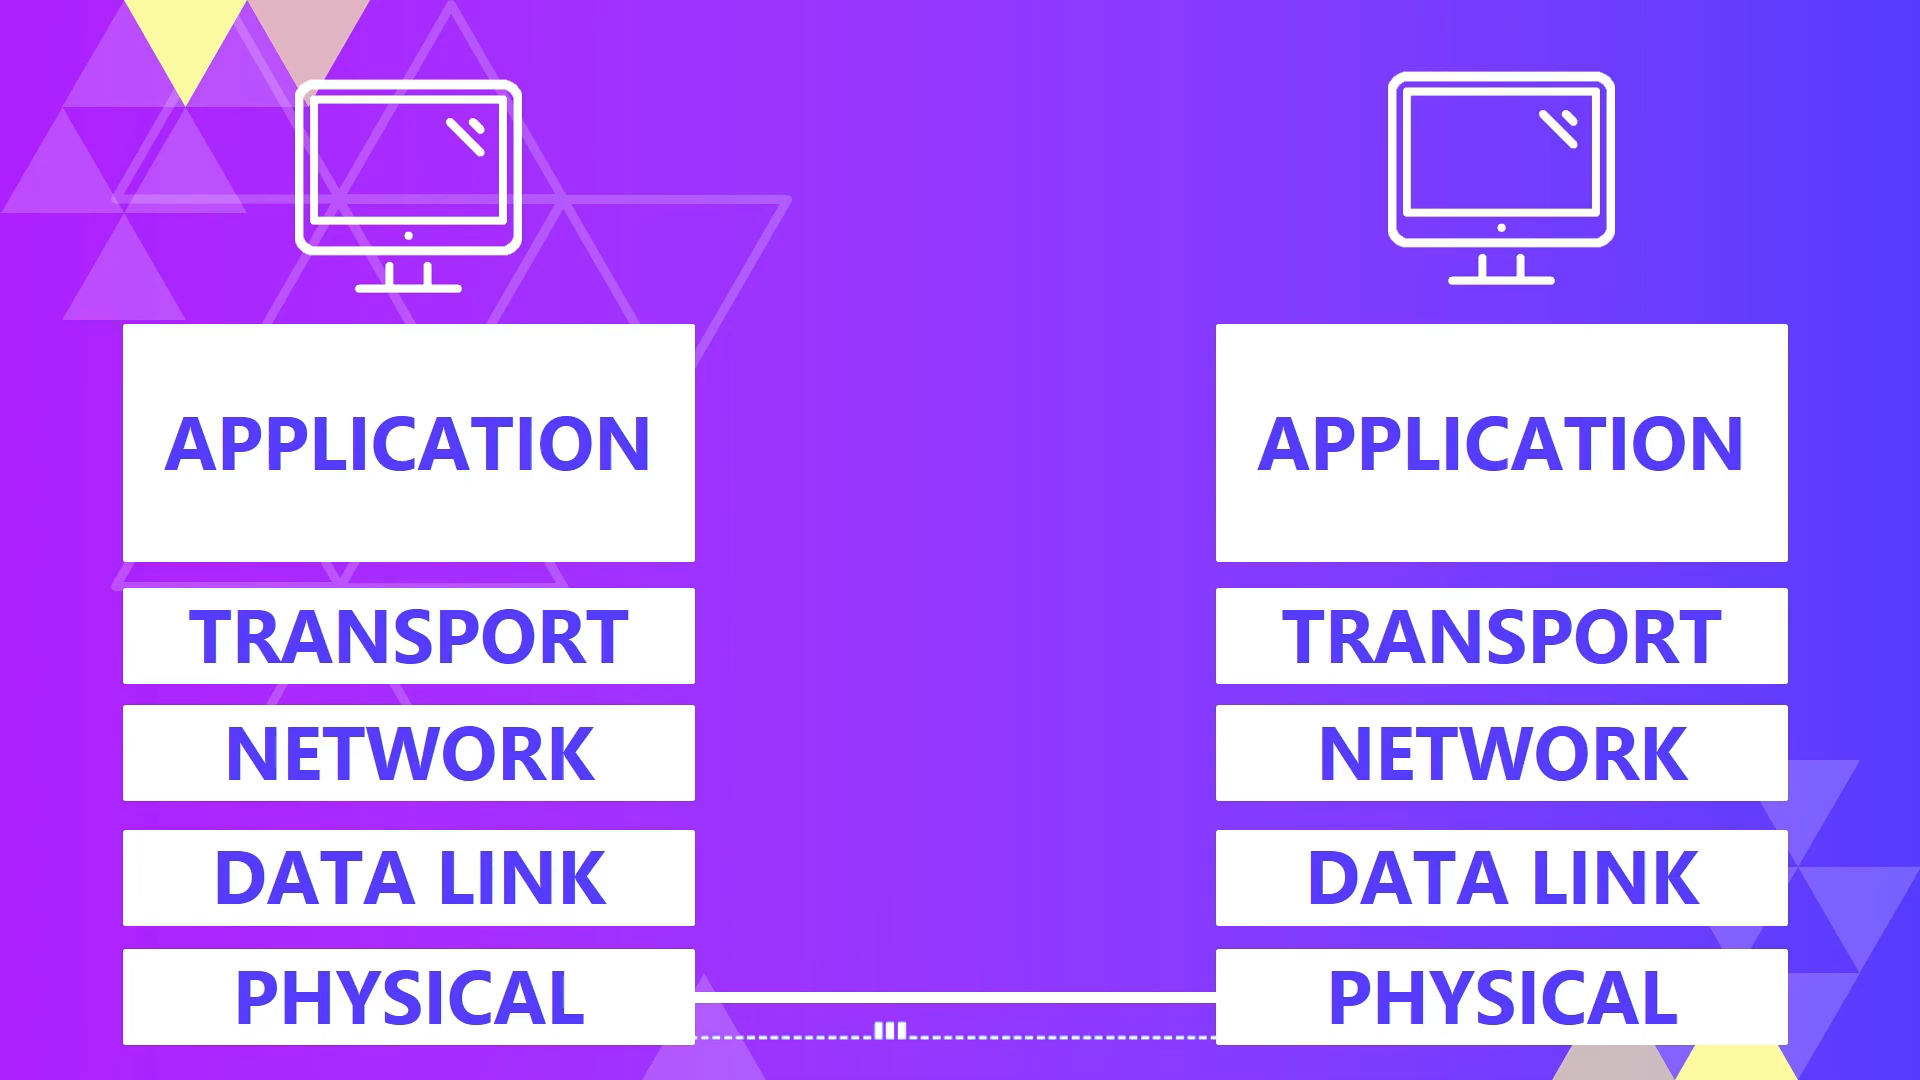 APPLICATION
TRANSPORT
NETWORK
DATA LINK
PHYSICAL
APPLICATION
TRANSPORT
NETWORK
DATA LINK
PHYSICAL